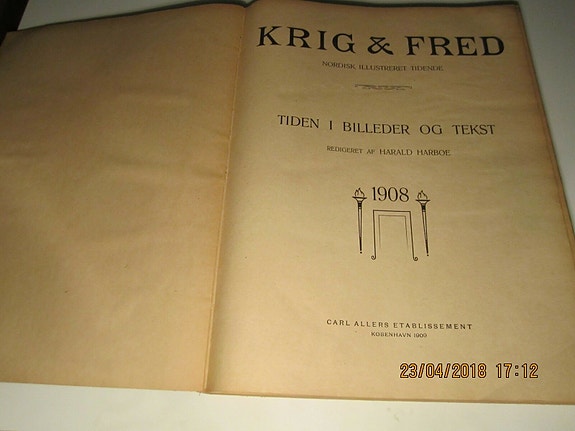 KRIG & FRED
NORDISK ILLUSTRERET TIDENDE
TIDEN I BILLEDER OG TEKST
REDIGERET AF HARALD HARBOE
1908
CARL ALLERS ETABLISSEMENT
KØBENHAVN 1909
23/04/2018 17:12